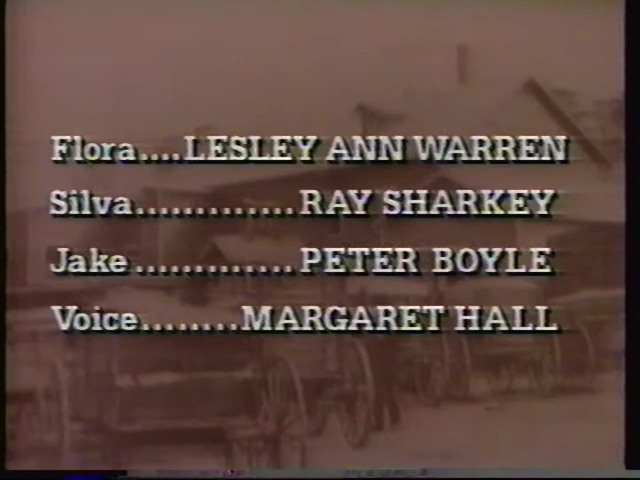 Flora....LESLEY ANN WARREN
Silva.............RAY SHARKEY
Jake.............PETER BOYLE
Voice........MARGARET HALL